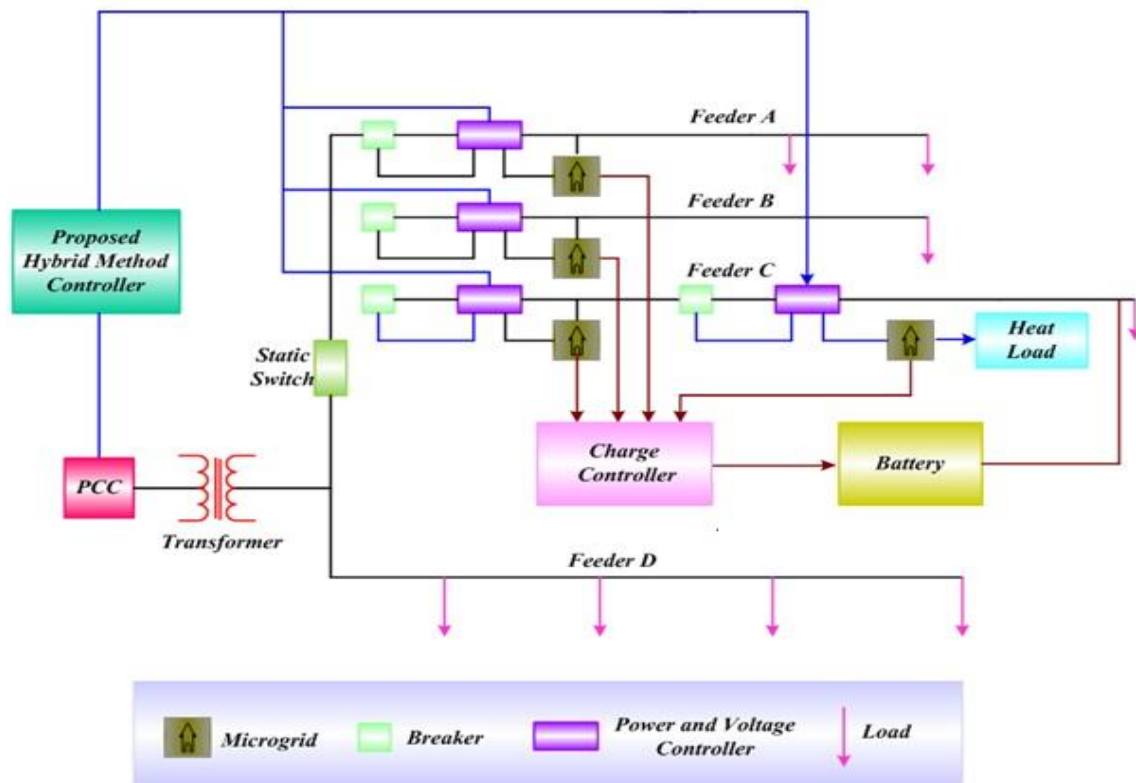 Feeder A
Feeder B
Proposed
Hybrid Method
Controller
Feeder C
Static
Switch
Heat
Load
Charge
Controller
Battery
PCC
Transformer
Feeder D
Microgrid
Breaker
Power and Voltage
Controller
Load